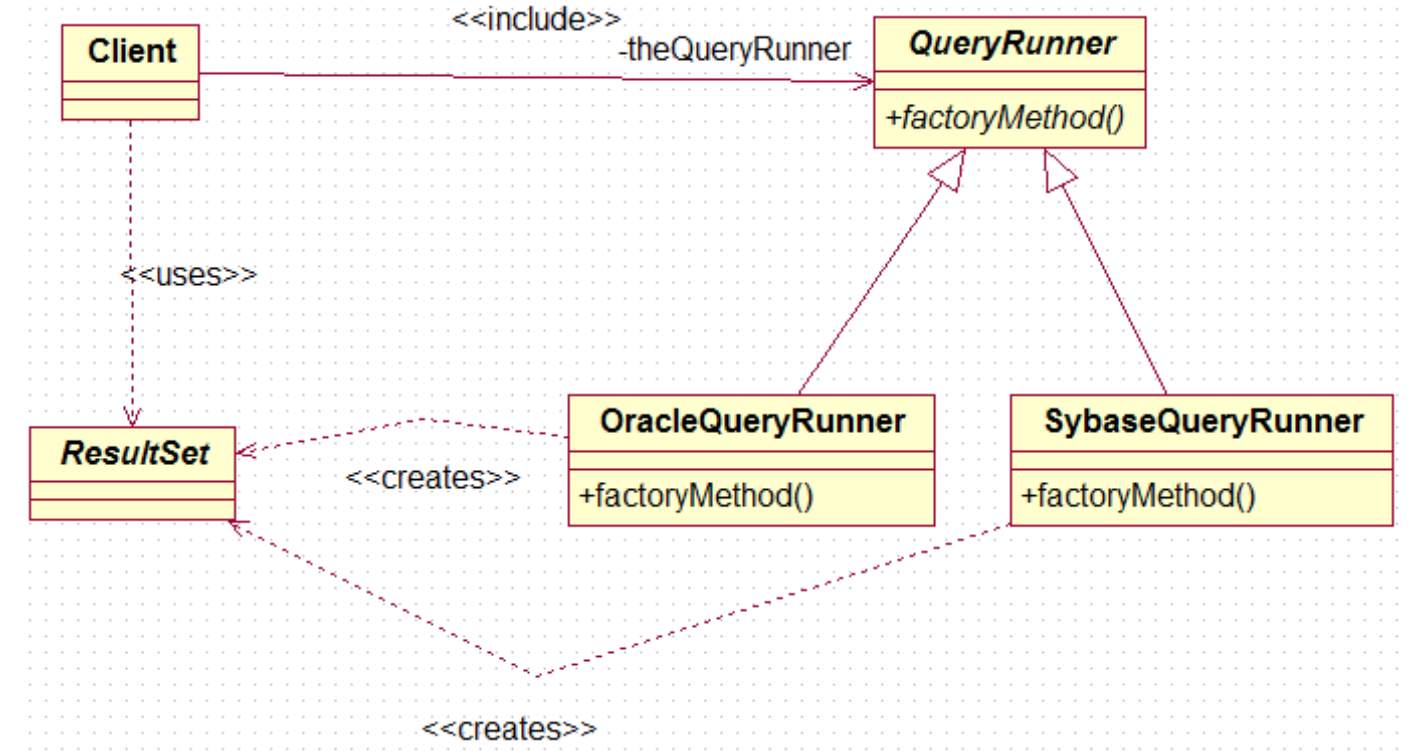 <<include>>
Client
-theQueryRunner
QueryRunner
+factoryMethod()
<<uses>>
ResultSet
<<creates>>
OracleQueryRunner
+factoryMethod()
SybaseQueryRunner
+factoryMethod()
<<creates>>